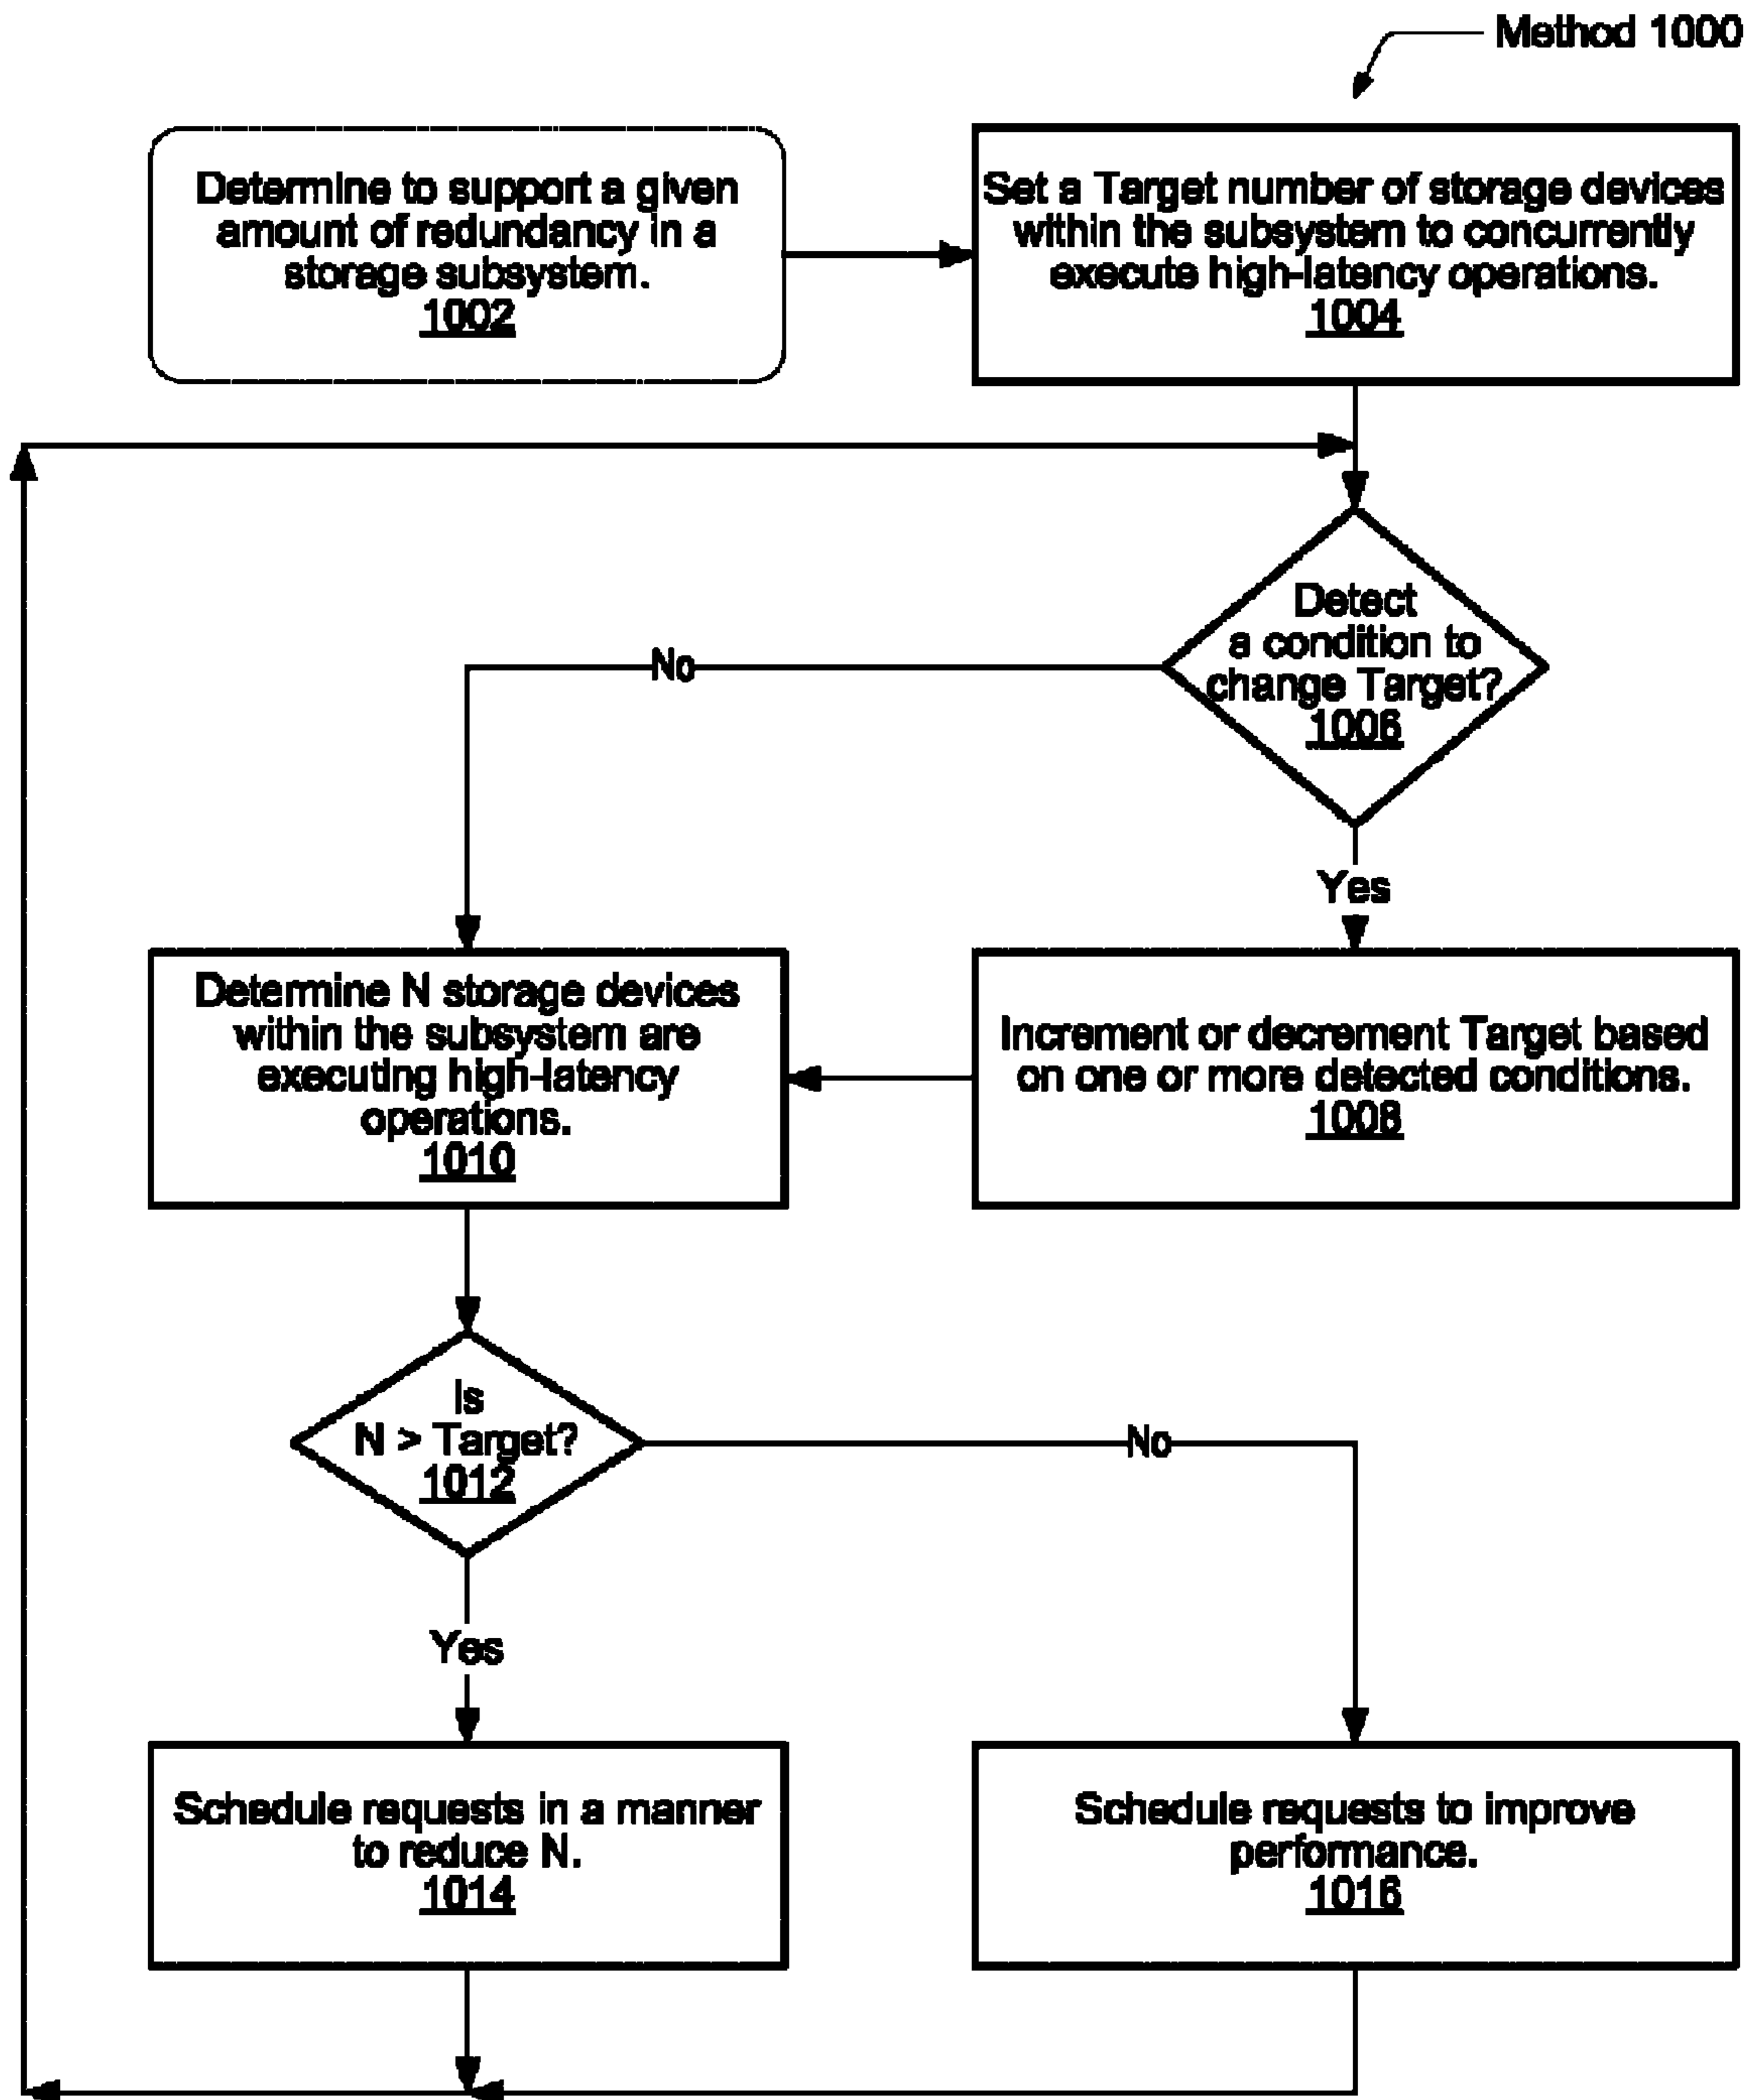 Method 1000
Determine to support a given
amount of redundancy in a
storage subsystem.
1002
Set a Target number of storage devices
within the subsystem to concurrently
execute high-latency operations.
1004
Detect
a condition to
change Target?
1006
No
Yes
Determine N storage devices
within the subsystem are
executing high-latency
operations.
1010
Increment or decrement Target based
on one or more detected conditions.
1008
Is
N > Target?
1012
No
Yes
Schedule requests in a manner
to reduce N.
1014
Schedule requests to improve
performance.
1016